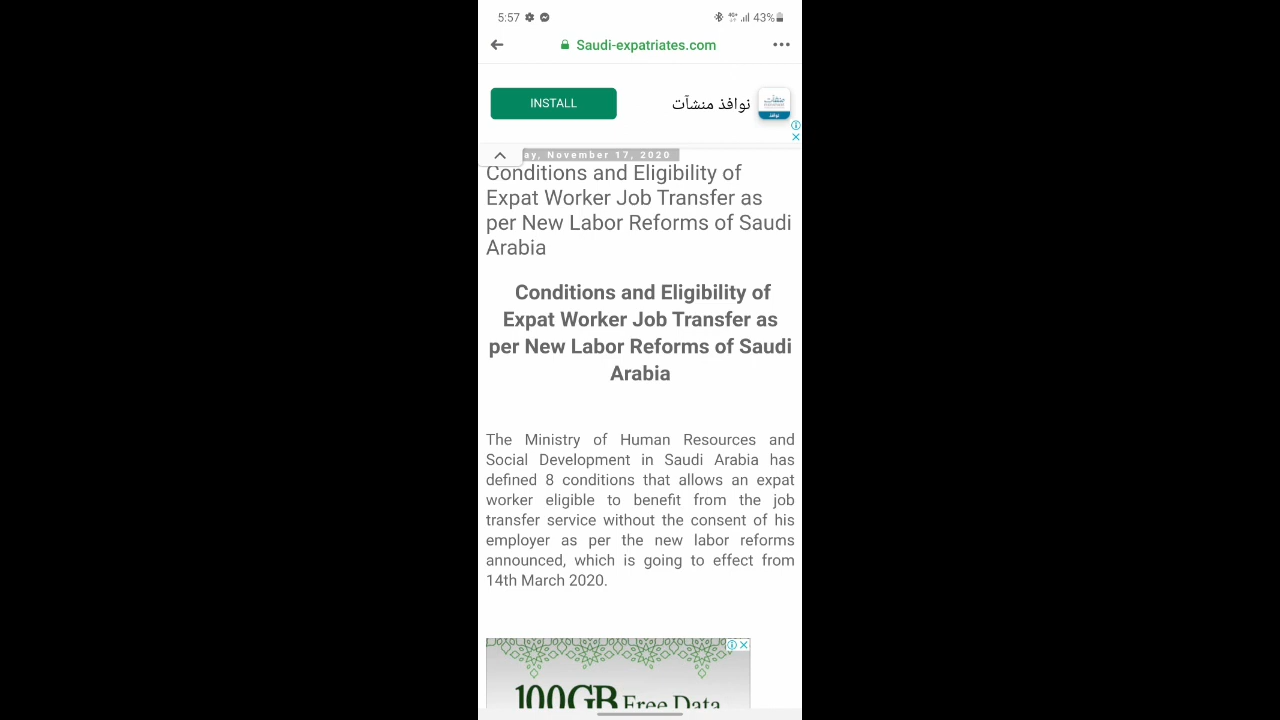 5:57
43%
Saudi-expatriates.com
INSTALL
نوافذ منشآت
ay, November 17, 2020
Conditions and Eligibility of
Expat Worker Job Transfer as
per New Labor Reforms of Saudi
Arabia
Conditions and Eligibility of
Expat Worker Job Transfer as
per New Labor Reforms of Saudi
Arabia
The Ministry of Human Resources and
Social Development in Saudi Arabia has
defined 8 conditions that allows an expat
worker eligible to benefit from the job
transfer service without the consent of his
employer as per the new labor reforms
announced, which is going to effect from
14th March 2020.
100GB Free Data